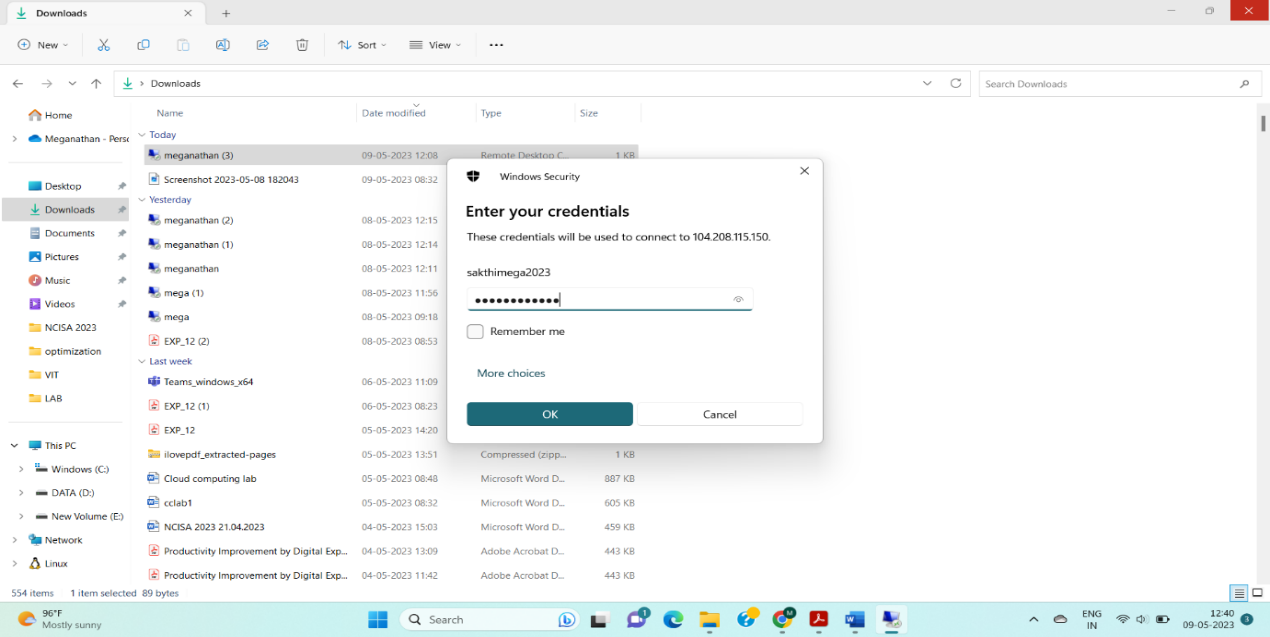 Downloads
New
Sort
View
Downloads
Search Downloads
Home
Meganathan - Perso
Desktop
Downloads
Documents
Pictures
Music
Videos
NCISA 2023
optimization
VIT
LAB
This PC
Windows (C:)
DATA (D:)
New Volume (E:)
Network
Linux
Name Date modified Type Size
Today
meganathan (3) 09-05-2023 12:08 Remote Desktop C... 1 KB
Screenshot 2023-05-08 182043 09-05-2023 08:32
Yesterday
meganathan (2) 08-05-2023 12:15
meganathan (1) 08-05-2023 12:14
meganathan 08-05-2023 12:11
mega (1) 08-05-2023 11:56
mega 08-05-2023 09:18
EXP_12 (2) 08-05-2023 08:53
Last week
Teams_windows_x64 06-05-2023 11:09
EXP_12 (1) 06-05-2023 08:23
EXP_12 05-05-2023 14:20
ilovepdf_extracted-pages 05-05-2023 13:51 Compressed (zipp... 1 KB
Cloud computing lab 05-05-2023 08:48 Microsoft Word D... 887 KB
cclab1 05-05-2023 08:32 Microsoft Word D... 605 KB
NCISA 2023 21.04.2023 04-05-2023 15:03 Microsoft Word D... 459 KB
Productivity Improvement by Digital Exp... 04-05-2023 13:09 Adobe Acrobat D... 443 KB
Productivity Improvement by Digital Exp... 04-05-2023 11:42 Adobe Acrobat D... 443 KB
Windows Security
Enter your credentials
These credentials will be used to connect to 104.208.115.150.
sakthimega2023
••••••••••••
Remember me
More choices
OK Cancel
554 items 1 item selected 89 bytes
96°F
Mostly sunny
Search
1
M
ENG
IN
12:40
09-05-2023
3